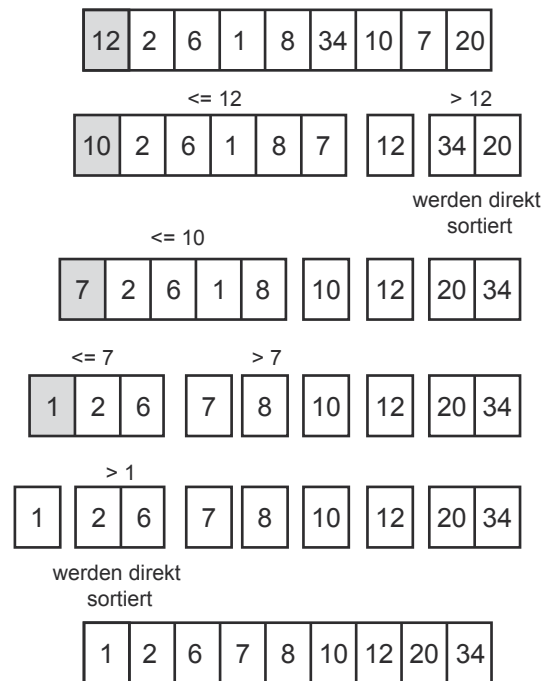 12 2 6 1 8 34 10 7 20
<= 12 > 12
10 2 6 1 8 7 12 34 20
werden direkt
sortiert
<= 10
7 2 6 1 8 10 12 20 34
<= 7 > 7
1 2 6 7 8 10 12 20 34
> 1
1 2 6 7 8 10 12 20 34
werden direkt
sortiert
1 2 6 7 8 10 12 20 34